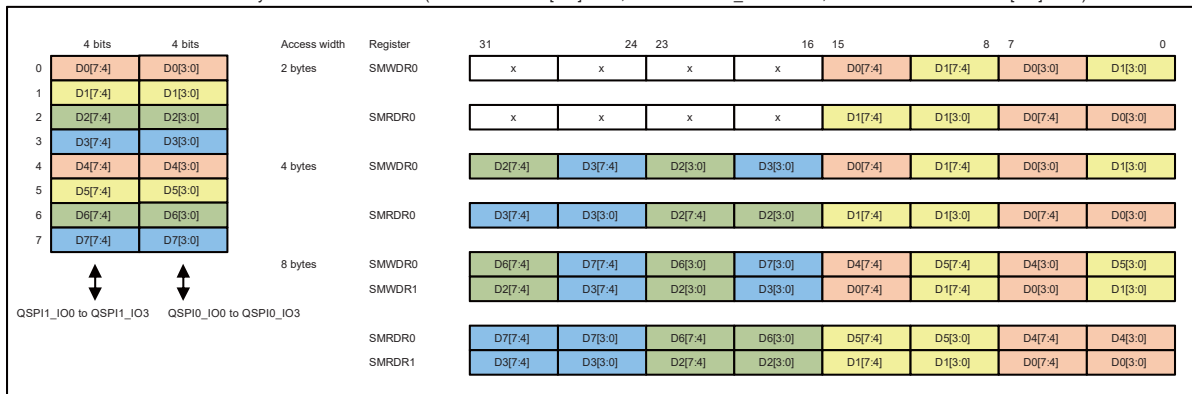 4 bits 4 bits Access width Register 31 24 23 16 15 8 7 0
0 D0[7:4] D0[3:0] 2 bytes SMWDR0 x x x x D0[7:4] D1[7:4] D0[3:0] D1[3:0]
1 D1[7:4] D1[3:0]
2 D2[7:4] D2[3:0] SMRDR0 x x x x D1[7:4] D1[3:0] D0[7:4] D0[3:0]
3 D3[7:4] D3[3:0]
4 D4[7:4] D4[3:0] 4 bytes SMWDR0 D2[7:4] D3[7:4] D2[3:0] D3[3:0] D0[7:4] D1[7:4] D0[3:0] D1[3:0]
5 D5[7:4] D5[3:0]
6 D6[7:4] D6[3:0] SMRDR0 D3[7:4] D3[3:0] D2[7:4] D2[3:0] D1[7:4] D1[3:0] D0[7:4] D0[3:0]
7 D7[7:4] D7[3:0]
8 bytes SMWDR0 D6[7:4] D7[7:4] D6[3:0] D7[3:0] D4[7:4] D5[7:4] D4[3:0] D5[3:0]
SMWDR1 D2[7:4] D3[7:4] D2[3:0] D3[3:0] D0[7:4] D1[7:4] D0[3:0] D1[3:0]
QSPI1_IO0 to QSPI1_IO3 QSPI0_IO0 to QSPI0_IO3
SMRDR0 D7[7:4] D7[3:0] D6[7:4] D6[3:0] D5[7:4] D5[3:0] D4[7:4] D4[3:0]
SMRDR1 D3[7:4] D3[3:0] D2[7:4] D2[3:0] D1[7:4] D1[3:0] D0[7:4] D0[3:0]